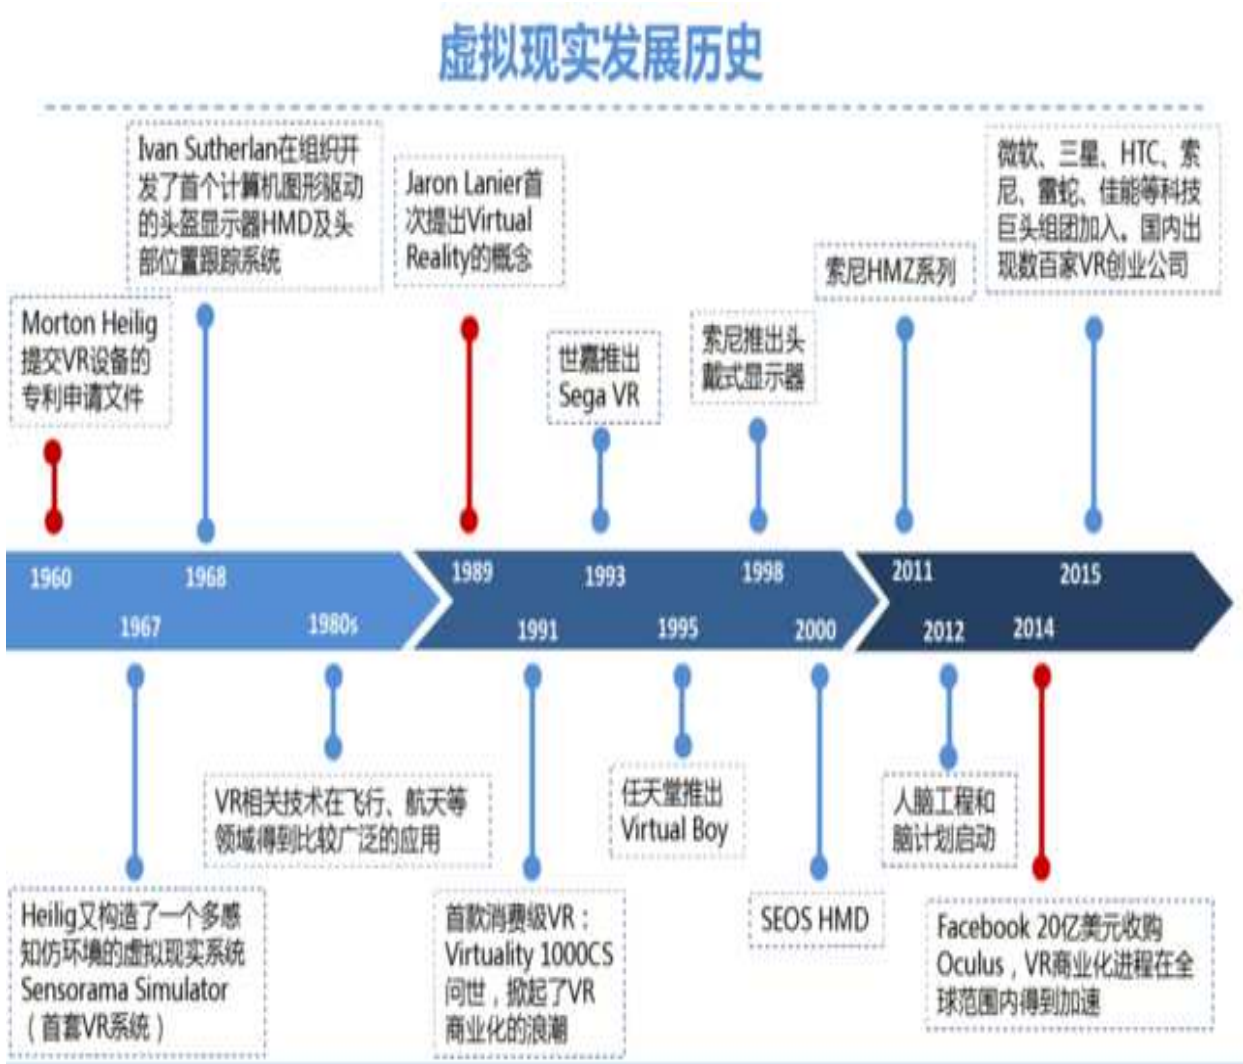 虚拟现实发展历史
Ivan Sutherlan在组织开
发了首个计算机图形驱动
的头盔显示器HMD及头
部位置跟踪系统
Jaron Lanier首
次提出Virtual
Reality的概念
微软、三星、HTC、索
尼、雷蛇、佳能等科技
巨头组团加入。国内出
现数百家VR创业公司
索尼HMZ系列
Morton Heilig
提交VR设备的
专利申请文件
世嘉推出
Sega VR
索尼推出头
戴式显示器
1960
1968
1989
1993
1998
2011
2015
1967
1980s
1991
1995
2000
2012
2014
VR相关技术在飞行、航天等
领域得到比较广泛的应用
任天堂推出
Virtual Boy
人脑工程和
脑计划启动
Heilig又构造了一个多感
知仿环境的虚拟现实系统
Sensorama Simulator
（首套VR系统）
首款消费级VR：
Virtuality 1000CS
问世，掀起了VR
商业化的浪潮
SEOS HMD
Facebook 20亿美元收购
Oculus，VR商业化进程在全
球范围内得到加速